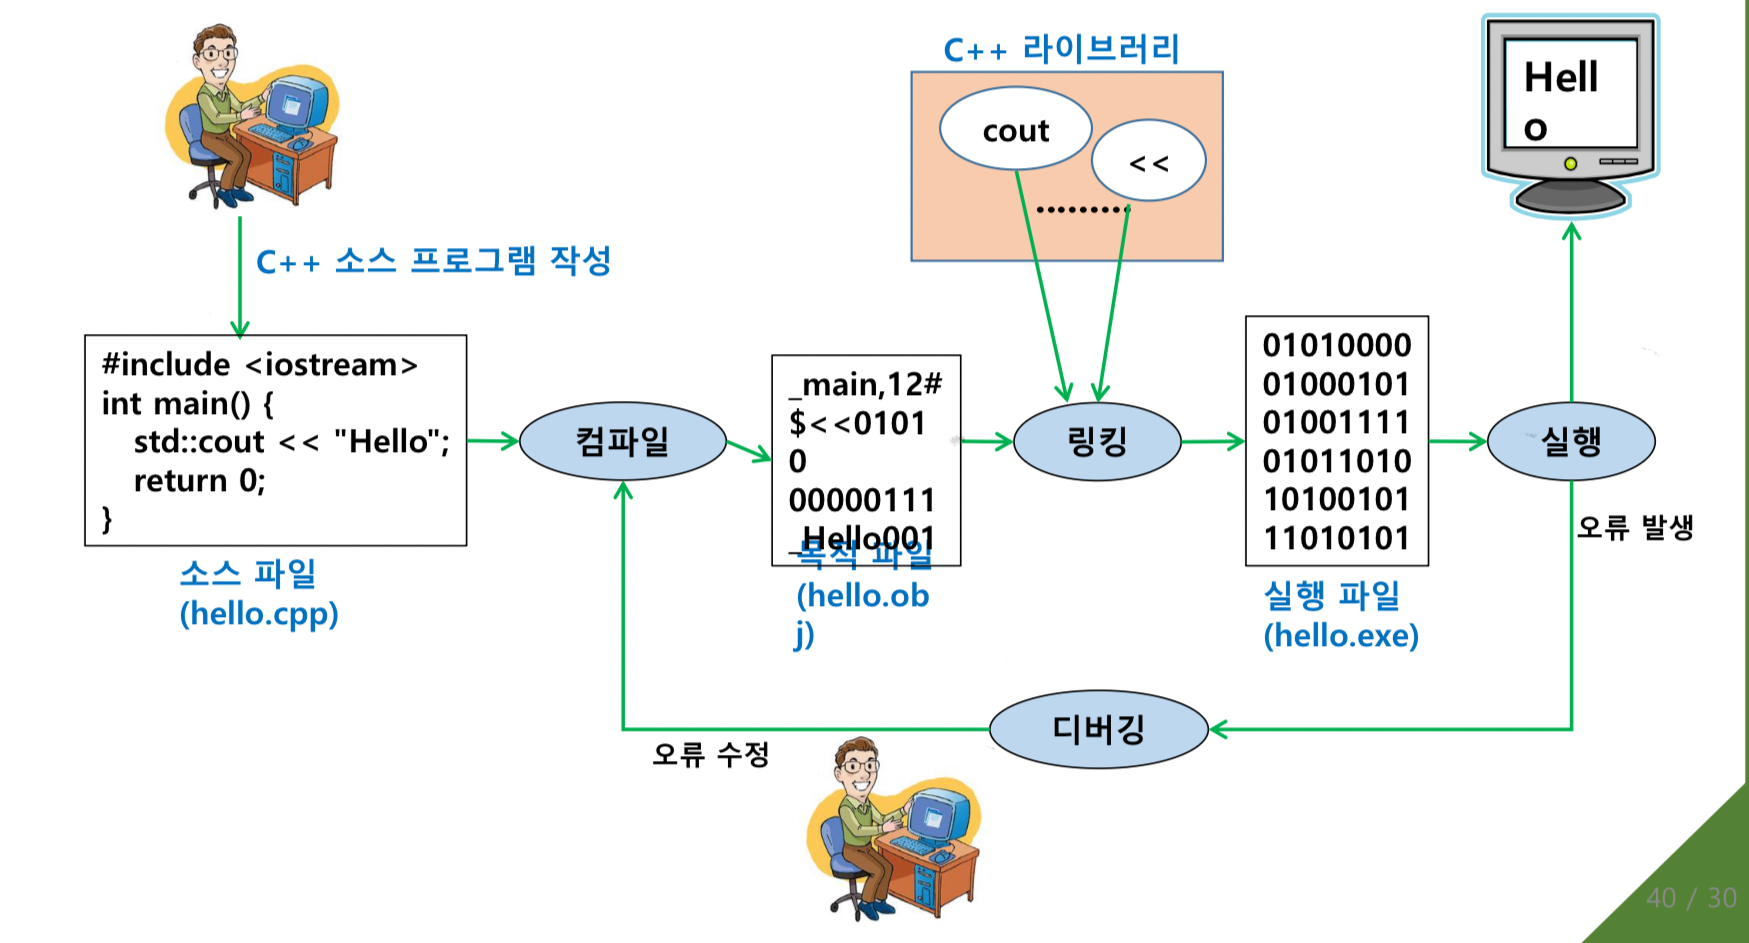 C++ 라이브러리
cout
<<
.........
Hell
o
C++ 소스 프로그램 작성
#include <iostream>
int main() {
std::cout << "Hello";
return 0;
}
소스 파일
(hello.cpp)
컴파일
_main,12#
$<<0101
0
00000111
_Hello001
목적 파일
(hello.ob
j)
링킹
01010000
01000101
01001111
01011010
10100101
11010101
실행 파일
(hello.exe)
실행
오류 발생
디버깅
오류 수정
40 / 30